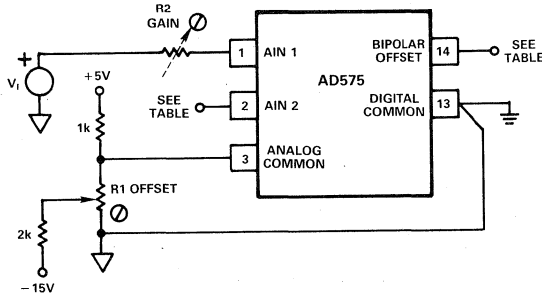 R2
GAIN
+
V₁
+5V
1k
SEE
TABLE
R1 OFFSET
2k
−15V
1
AIN 1
2
AIN 2
3
ANALOG
COMMON
AD575
BIPOLAR
OFFSET
14
SEE
TABLE
DIGITAL
COMMON
13